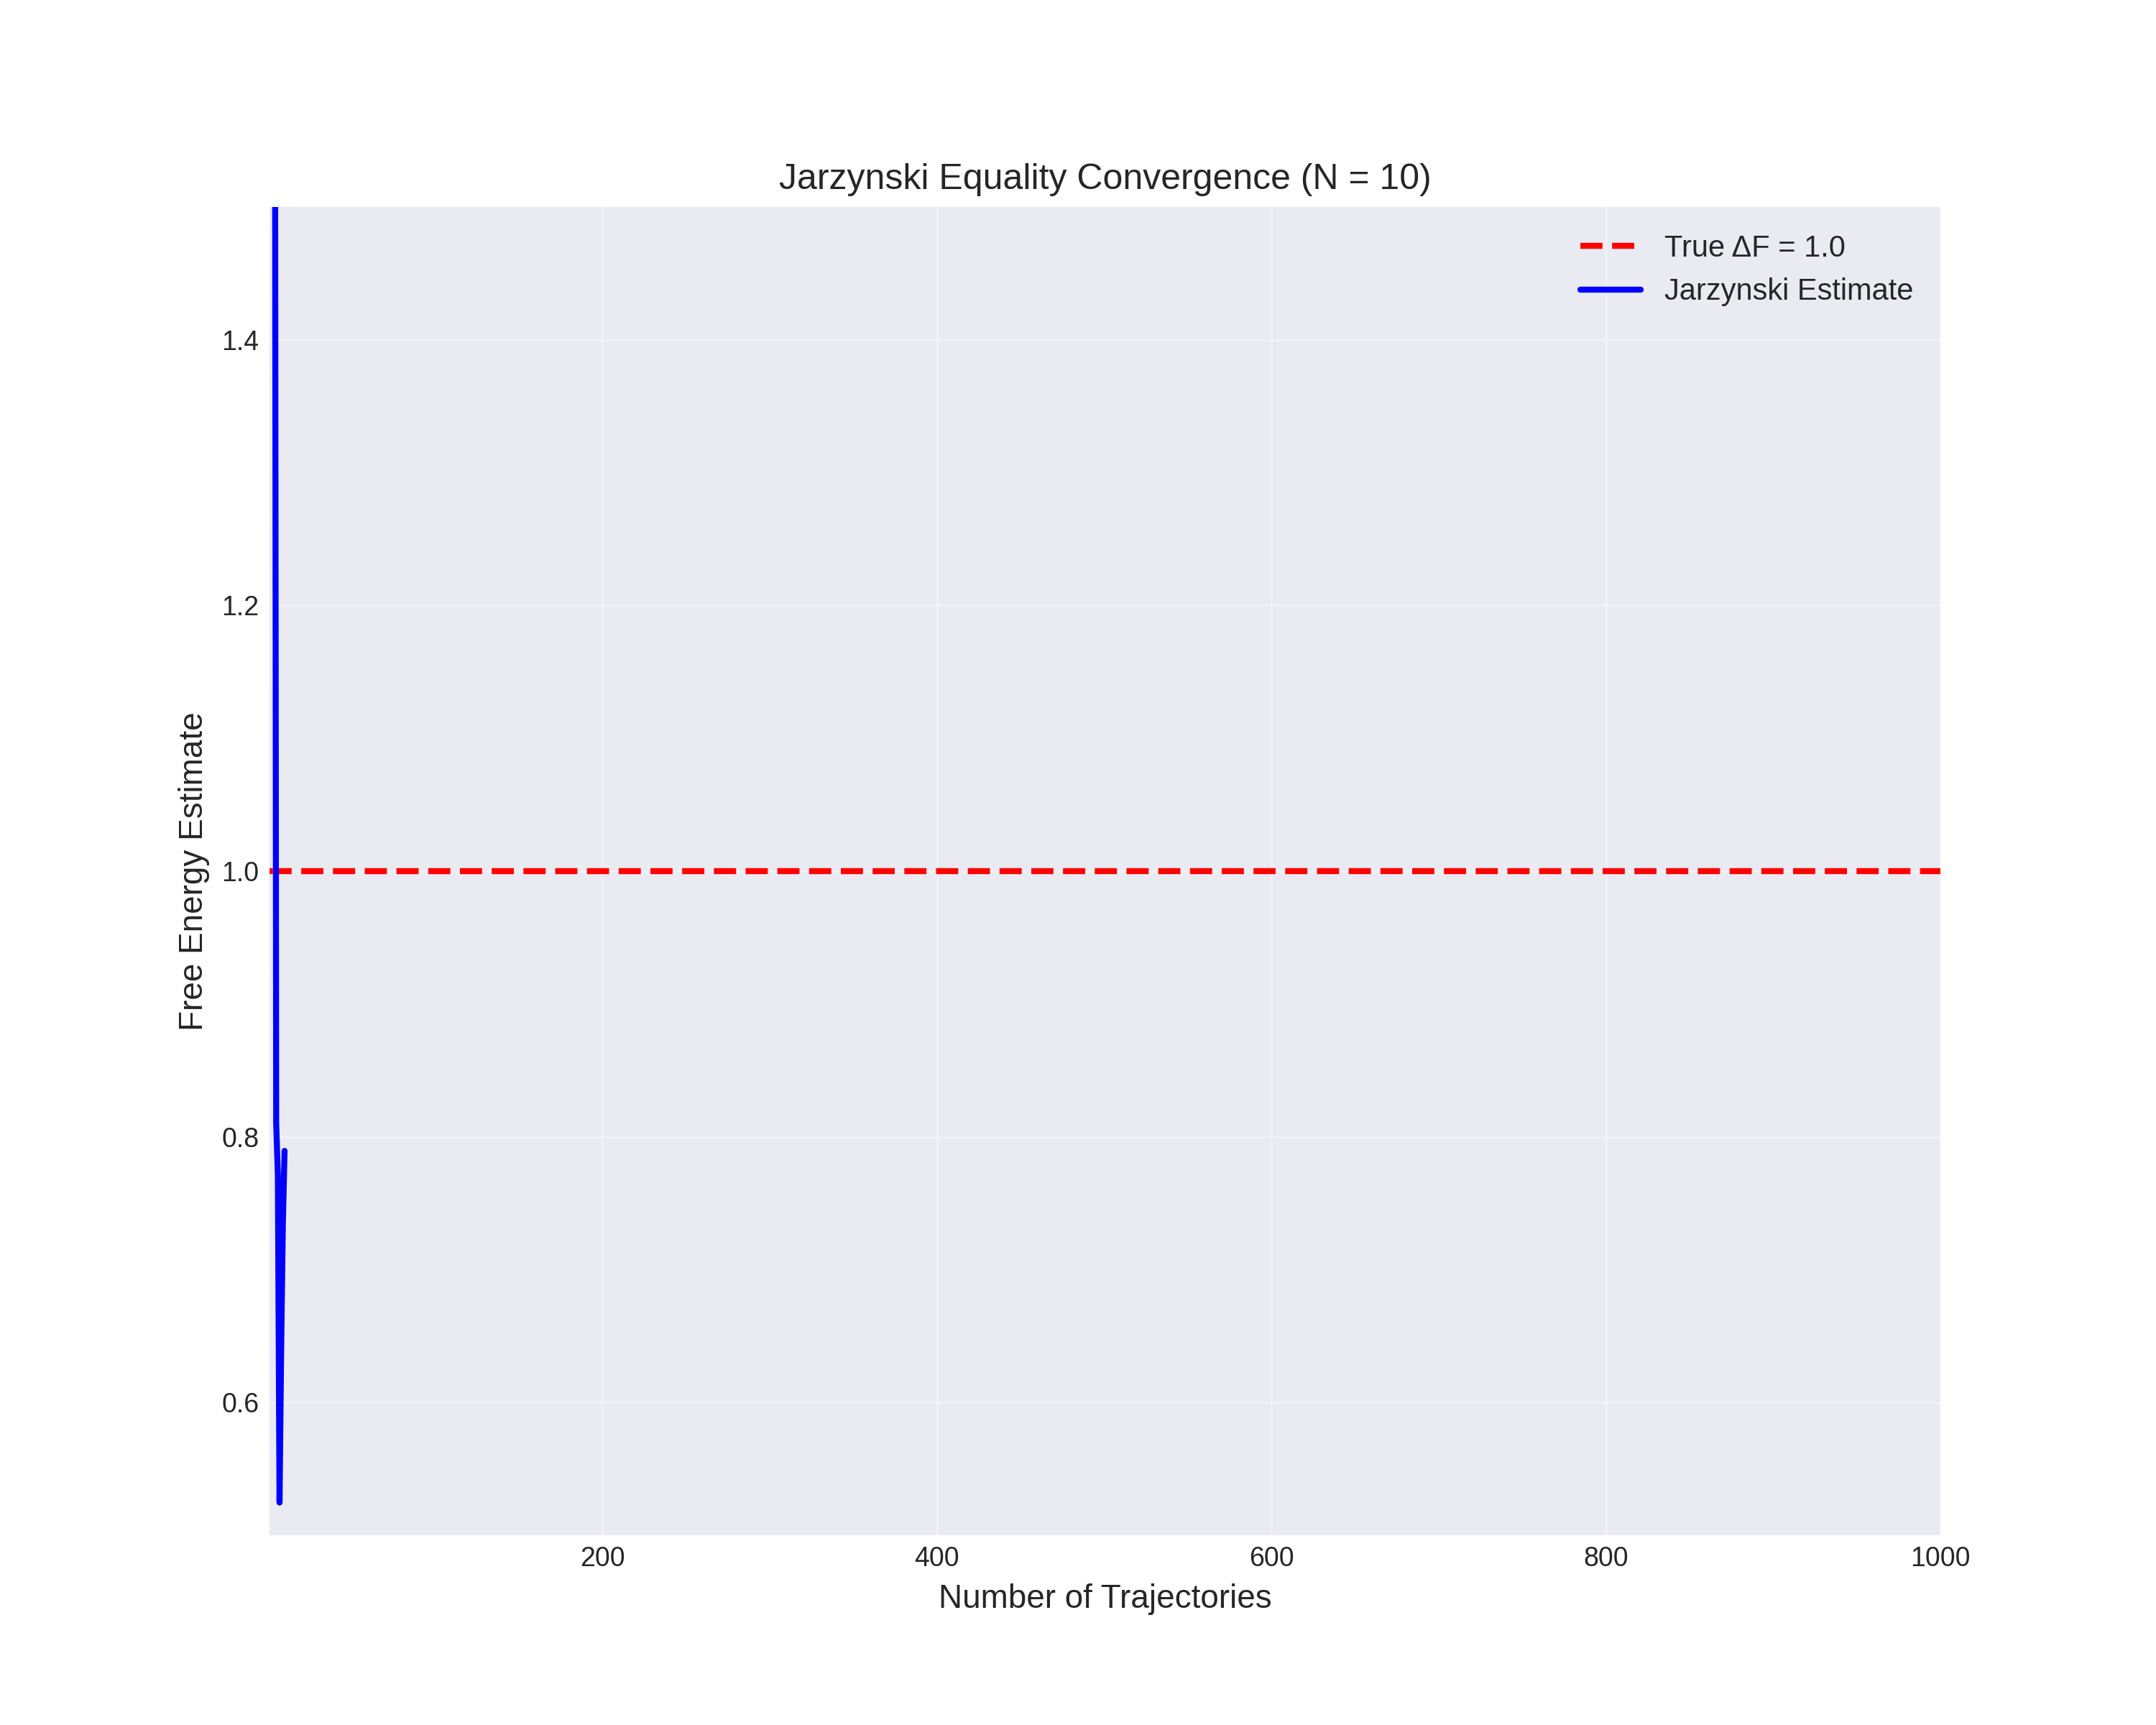 Jarzynski Equality Convergence (N = 10)
True ΔF = 1.0
Jarzynski Estimate
1.4
1.2
1.0
0.8
0.6
Free Energy Estimate
200
400
600
800
1000
Number of Trajectories